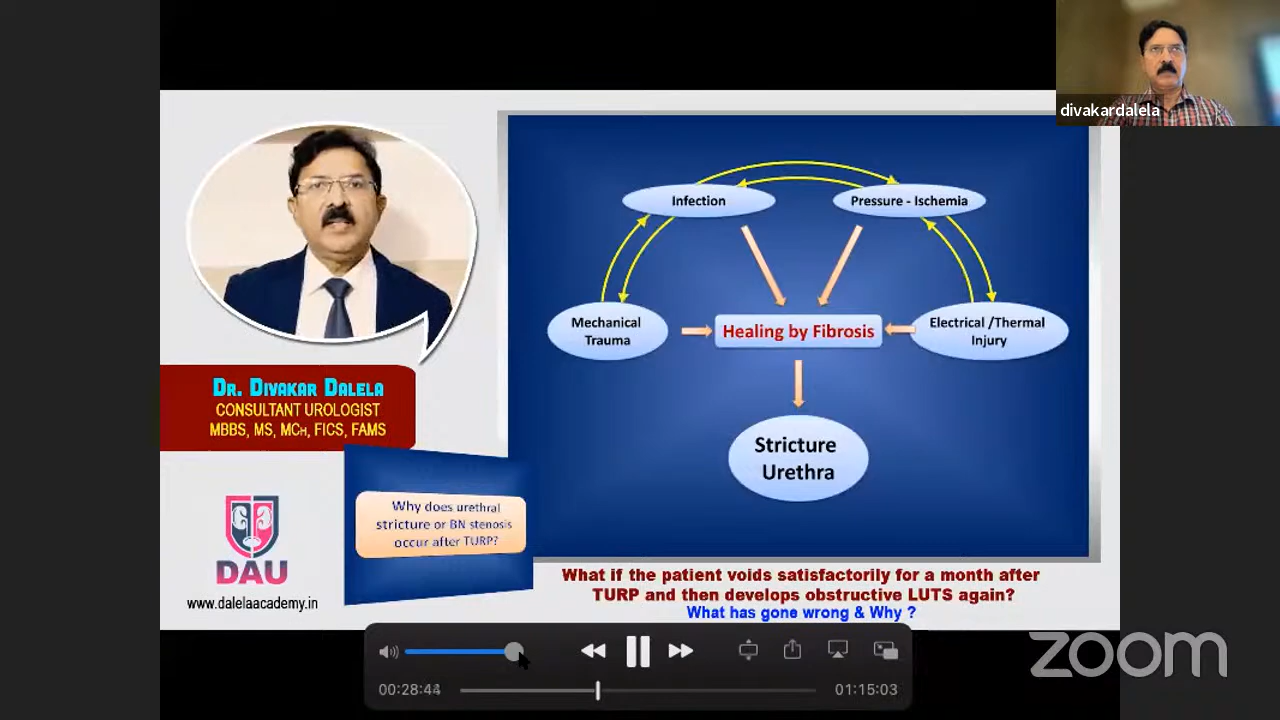 divakardalela
Infection
Pressure - Ischemia
Mechanical
Trauma
Healing by Fibrosis
Electrical /Thermal
Injury
Stricture
Urethra
DR. DIVAKAR DALELA
CONSULTANT UROLOGIST
MBBS, MS, MCH, FICS, FAMS
Why does urethral
stricture or BN stenosis
occur after TURP?
DAU
www.dalelaacademy.in
What if the patient voids satisfactorily for a month after
TURP and then develops obstructive LUTS again?
What has gone wrong & Why ?
zoom
00:28:44
01:15:03